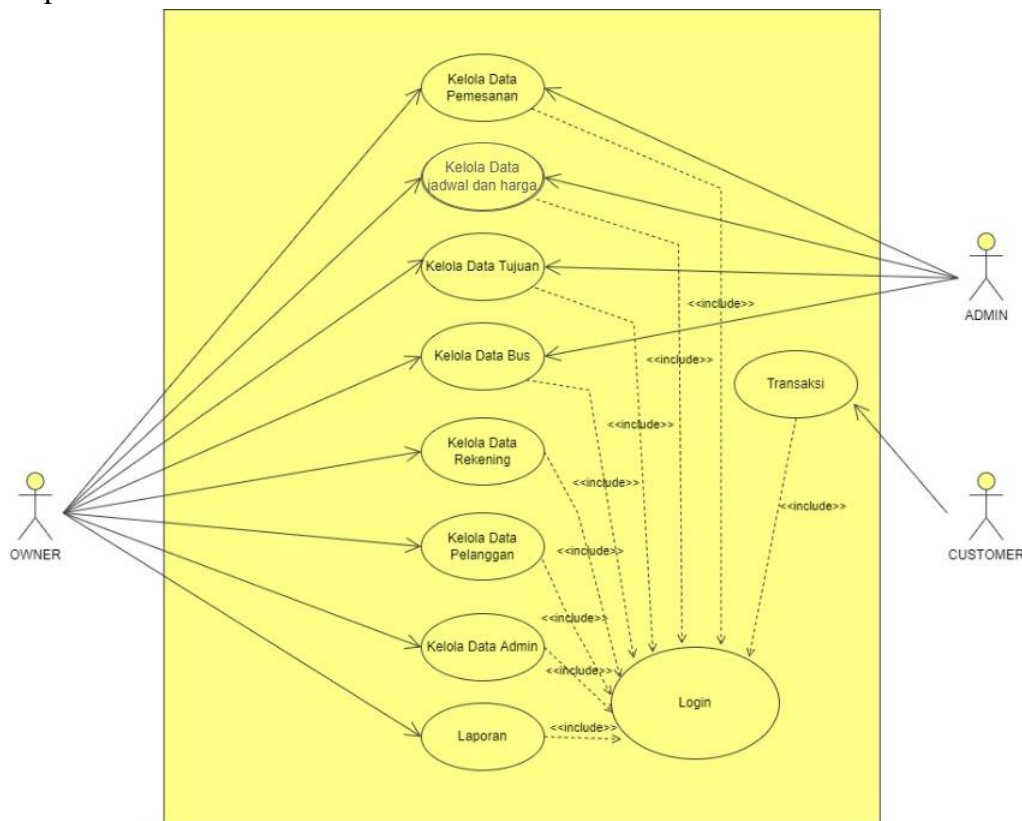 Kelola Data
Pemesanan
Kelola Data
jadwal dan harga
Kelola Data Tujuan
<<include>>
ADMIN
Kelola Data Bus
<<include>>
Transaksi
<<include>>
Kelola Data
Rekening
<<include>>
<<include>>
OWNER
Kelola Data
Pelanggan
<<include>>
CUSTOMER
<<include>>
Kelola Data Admin
<<include>>
Login
Laporan
<<include>>